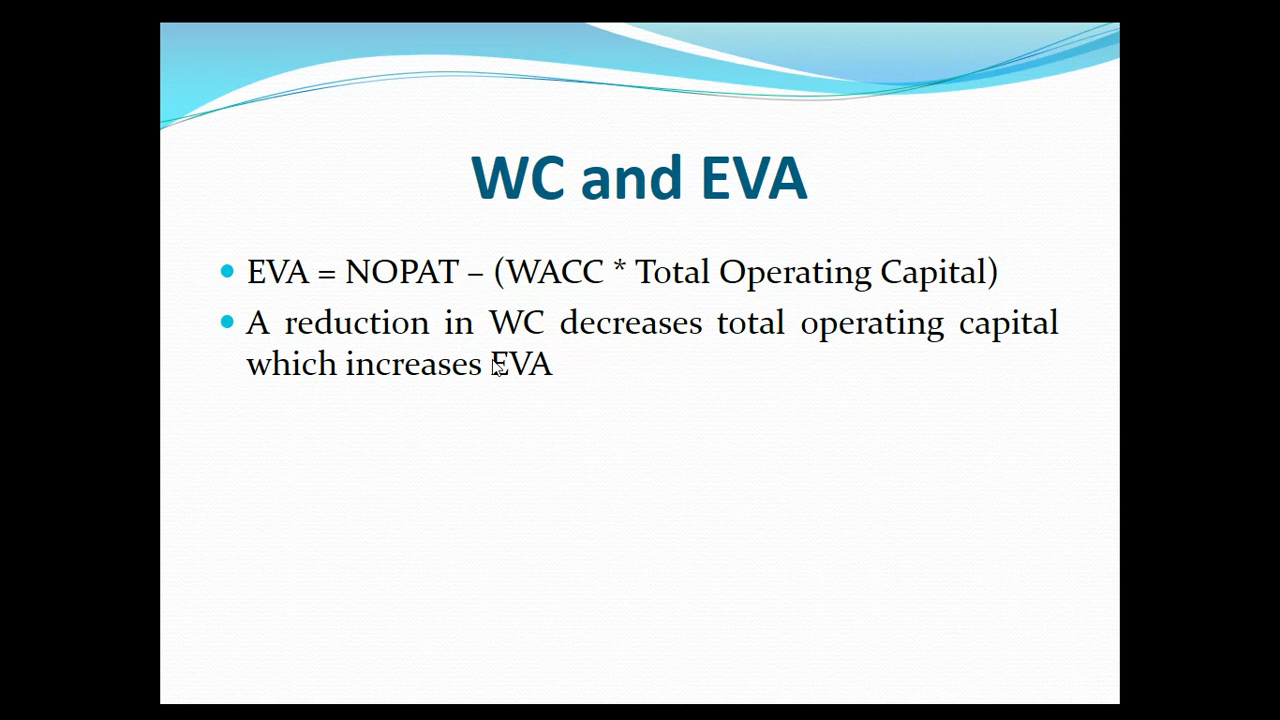 WC and EVA
EVA = NOPAT – (WACC * Total Operating Capital)
A reduction in WC decreases total operating capital
which increases EVA